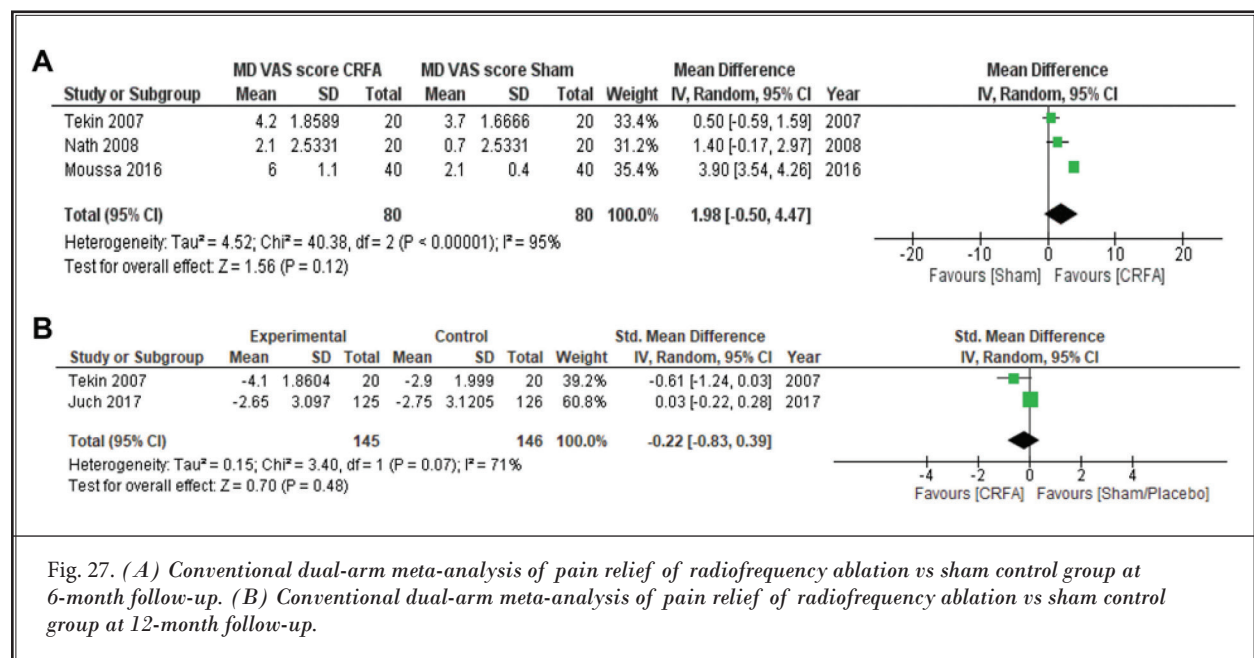 A
MD VAS score CRFA MD VAS score Sham Mean Difference Mean Difference
Study or Subgroup Mean SD Total Mean SD Total Weight IV, Random, 95% CI Year IV, Random, 95% CI
Tekin 2007 4.2 1.8589 20 3.7 1.6666 20 33.4% 0.50 [-0.59, 1.59] 2007
Nath 2008 2.1 2.5331 20 0.7 2.5331 20 31.2% 1.40 [-0.17, 2.97] 2008
Moussa 2016 6 1.1 40 2.1 0.4 40 35.4% 3.90 [3.54, 4.26] 2016
Total (95% CI) 80 80 100.0% 1.98 [-0.50, 4.47]
Heterogeneity: Tau² = 4.52; Chi² = 40.38, df = 2 (P < 0.00001); I² = 95%
Test for overall effect: Z = 1.56 (P = 0.12)
-20 -10 0 10 20
Favours [Sham] Favours [CRFA]
B
Experimental Control Std. Mean Difference Std. Mean Difference
Study or Subgroup Mean SD Total Mean SD Total Weight IV, Random, 95% CI Year IV, Random, 95% CI
Tekin 2007 -4.1 1.8604 20 -2.9 1.999 20 39.2% -0.61 [-1.24, 0.03] 2007
Juch 2017 -2.65 3.097 125 -2.75 3.1205 126 60.8% 0.03 [-0.22, 0.28] 2017
Total (95% CI) 145 146 100.0% -0.22 [-0.83, 0.39]
Heterogeneity: Tau² = 0.15; Chi² = 3.40, df = 1 (P = 0.07); I² = 71%
Test for overall effect: Z = 0.70 (P = 0.48)
-4 -2 0 2 4
Favours [CRFA] Favours [Sham/Placebo]
Fig. 27. (A) Conventional dual-arm meta-analysis of pain relief of radiofrequency ablation vs sham control group at
6-month follow-up. (B) Conventional dual-arm meta-analysis of pain relief of radiofrequency ablation vs sham control
group at 12-month follow-up.